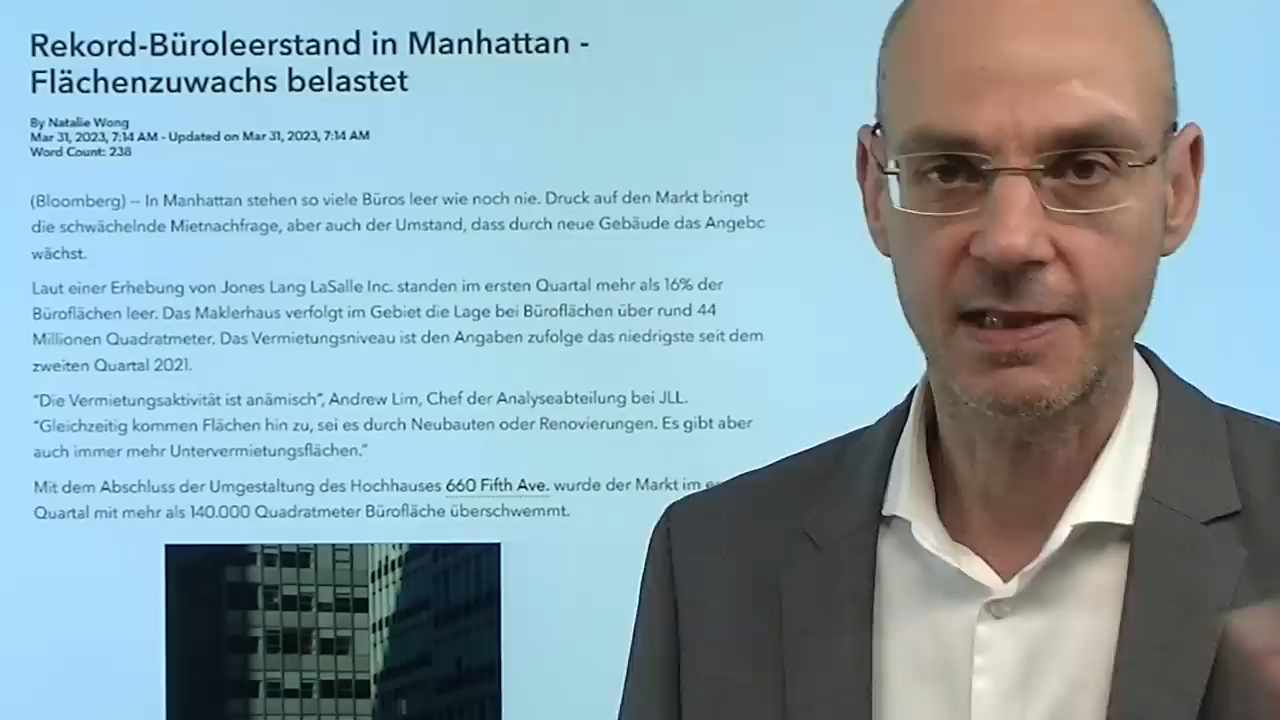 Rekord-Büroleerstand in Manhattan -
Flächenzuwachs belastet
By Natalie Wong
Mar 31, 2023, 7:14 AM - Updated on Mar 31, 2023, 7:14 AM
Word Count: 238
(Bloomberg) -- In Manhattan stehen so viele Büros leer wie noch nie. Druck auf den Markt bringt
die schwächelnde Mietnachfrage, aber auch der Umstand, dass durch neue Gebäude das Angebo
wächst.
Laut einer Erhebung von Jones Lang LaSalle Inc. standen im ersten Quartal mehr als 16% der
Büroflächen leer. Das Maklerhaus verfolgt im Gebiet die Lage bei Büroflächen über rund 44
Millionen Quadratmeter. Das Vermietungsniveau ist den Angaben zufolge das niedrigste seit dem
zweiten Quartal 2021.
"Die Vermietungsaktivität ist anämisch", Andrew Lim, Chef der Analyseabteilung bei JLL.
"Gleichzeitig kommen Flächen hin zu, sei es durch Neubauten oder Renovierungen. Es gibt aber
auch immer mehr Untervermietungsflächen."
Mit dem Abschluss der Umgestaltung des Hochhauses 660 Fifth Ave. wurde der Markt im
Quartal mit mehr als 140.000 Quadratmeter Bürofläche überschwemmt.